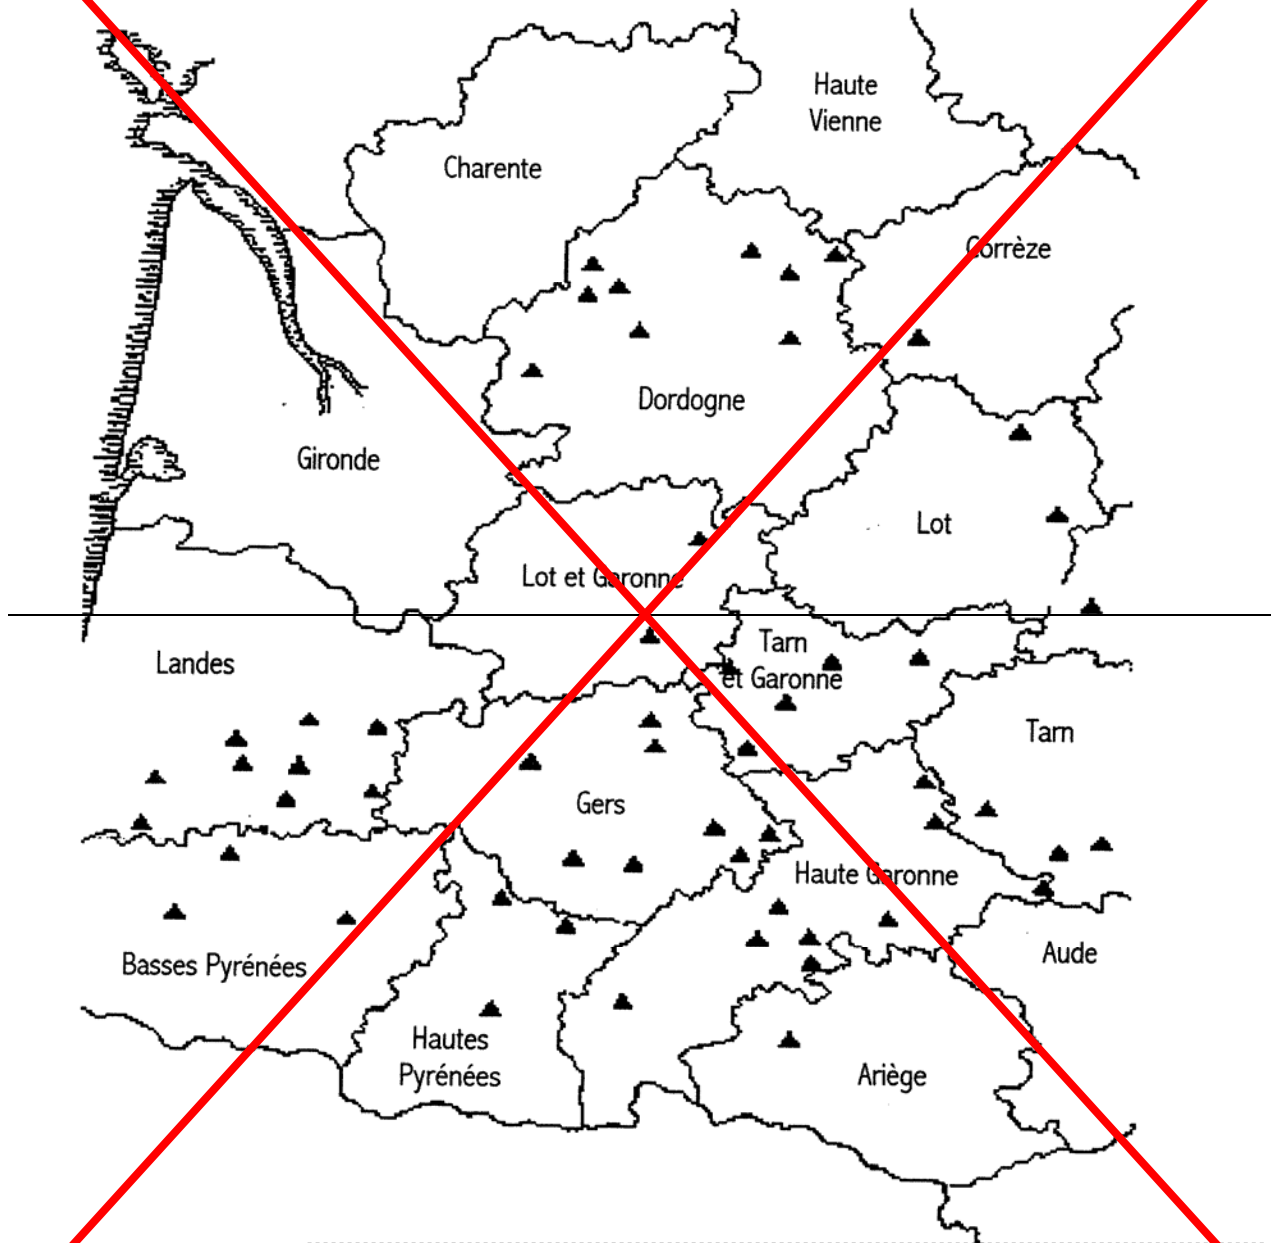 Haute
Vienne
Charente
Corrèze
Dordogne
Gironde
Lot
Lot et Garonne
Tarn
et Garonne
Landes
Tarn
Gers
Haute Garonne
Aude
Basses Pyrénées
Hautes
Pyrénées
Ariège